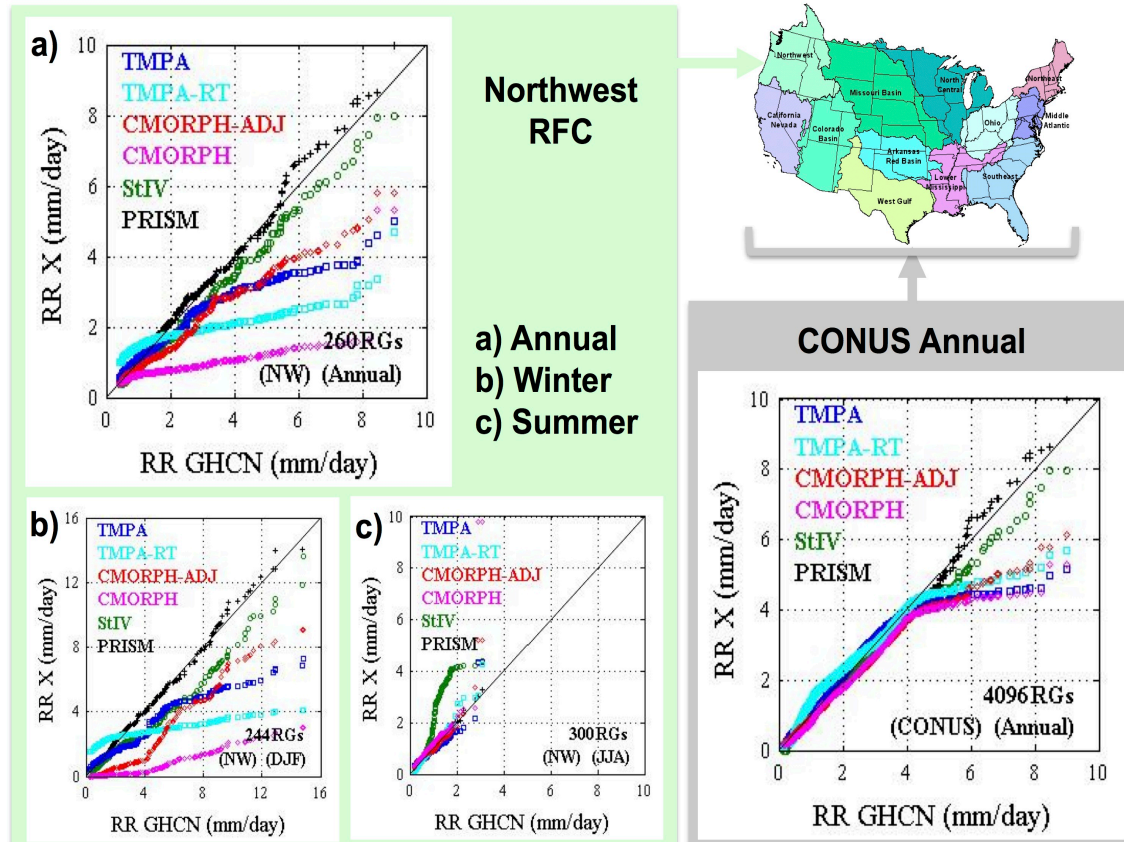 a)
10
8
6
4
2
0
0 2 4 6 8 10
RR X (mm/day)
TMPA
TMPA-RT
CMORPH-ADJ
CMORPH
StIV
PRISM
260RGs
(NW) (Annual)
RR GHCN (mm/day)
Northwest
RFC
Northwest
Missouri Basin
North
Central
Northeast
California
Nevada
Colorado
Basin
Ohio
Middle
Atlantic
Arkansas
Red Basin
Lower
Mississippi
Southeast
West Gulf
a) Annual
b) Winter
c) Summer
b)
16
12
8
4
0
0 4 8 12 16
RR X (mm/day)
TMPA
TMPA-RT
CMORPH-ADJ
CMORPH
StIV
PRISM
244RGs
(NW) (DJF)
RR GHCN (mm/day)
c)
10
8
6
4
2
0
0 2 4 6 8 10
RR X (mm/day)
TMPA
TMPA-RT
CMORPH-ADJ
CMORPH
StIV
PRISM
300RGs
(NW) (JJA)
RR GHCN (mm/day)
CONUS Annual
10
8
6
4
2
0
0 2 4 6 8 10
RR X (mm/day)
TMPA
TMPA-RT
CMORPH-ADJ
CMORPH
StIV
PRISM
4096RGs
(CONUS) (Annual)
RR GHCN (mm/day)